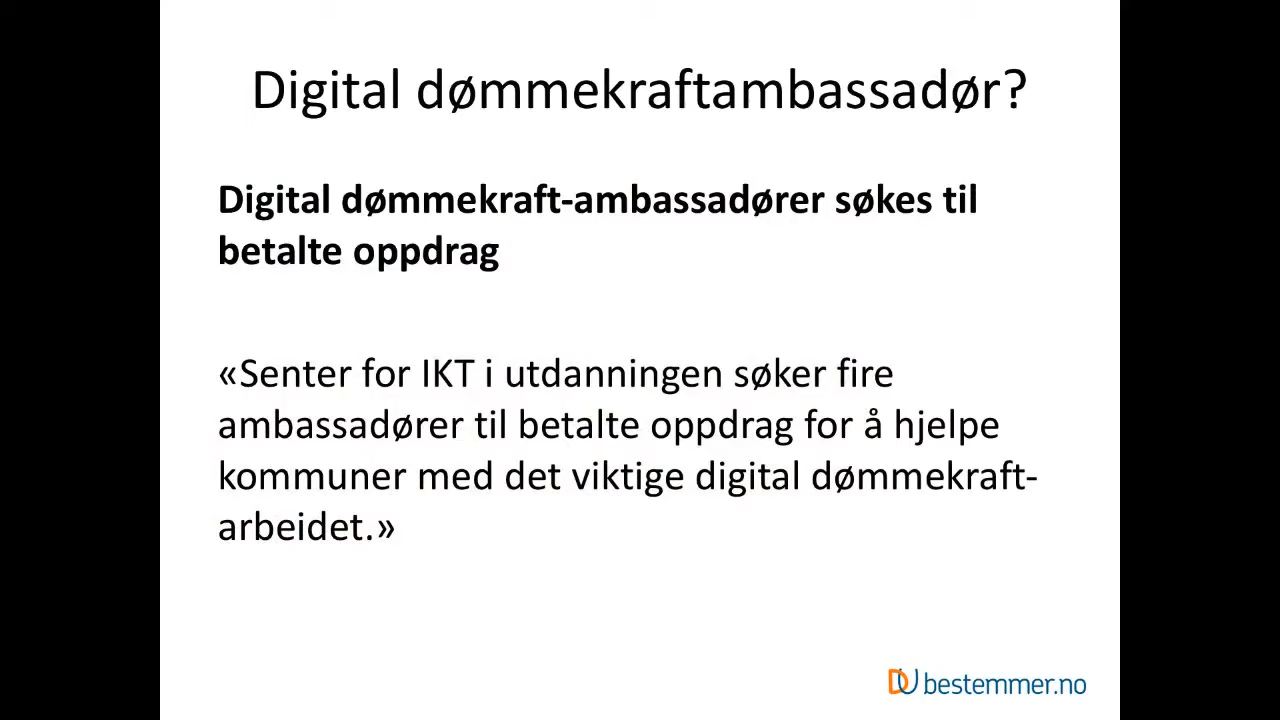 Digital dømmekraftambassadør?
Digital dømmekraft-ambassadører søkes til
betalte oppdrag
«Senter for IKT i utdanningen søker fire
ambassadører til betalte oppdrag for å hjelpe
kommuner med det viktige digital dømmekraft-
arbeidet.»
DU bestemmer.no